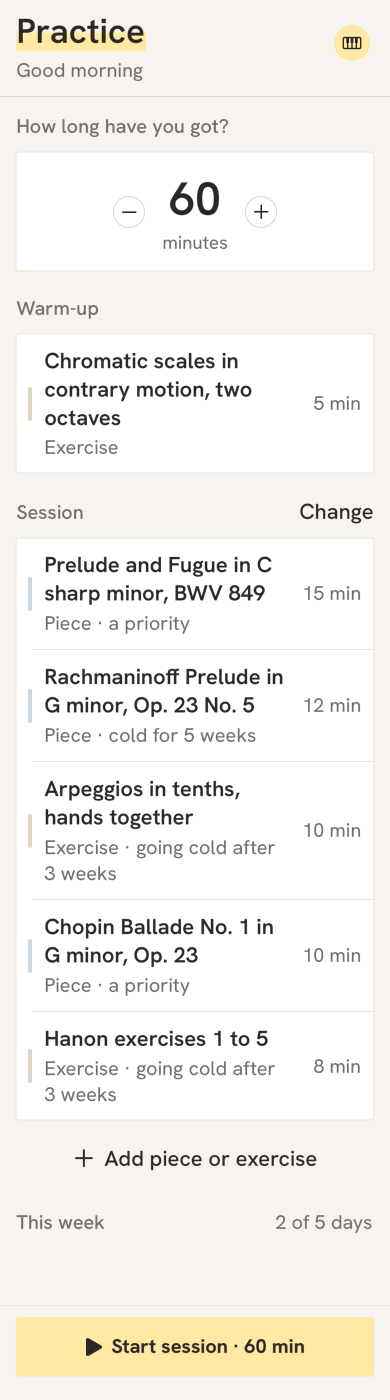 Practice
Good morning
How long have you got?
60
minutes
Warm-up
Chromatic scales in
contrary motion, two
octaves
Exercise
5 min
Session
Change
Prelude and Fugue in C
sharp minor, BWV 849
Piece · a priority
15 min
Rachmaninoff Prelude in
G minor, Op. 23 No. 5
Piece · cold for 5 weeks
12 min
Arpeggios in tenths,
hands together
Exercise · going cold after
3 weeks
10 min
Chopin Ballade No. 1 in
G minor, Op. 23
Piece · a priority
10 min
Hanon exercises 1 to 5
Exercise · going cold after
3 weeks
8 min
Add piece or exercise
This week
2 of 5 days
Start session · 60 min